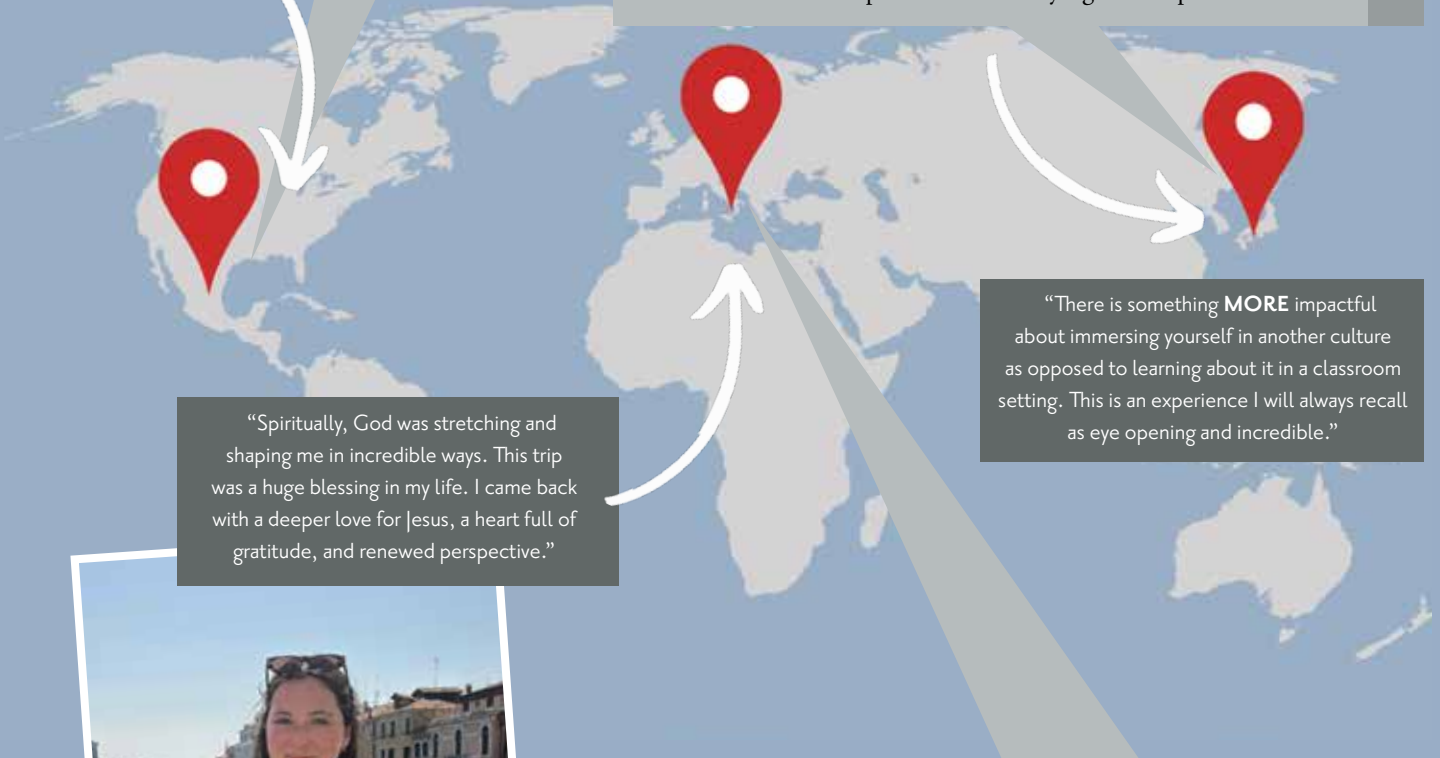 “Spiritually, God was stretching and
shaping me in incredible ways. This trip
was a huge blessing in my life. I came back
with a deeper love for Jesus, a heart full of
gratitude, and renewed perspective.”
“There is something MORE impactful
about immersing yourself in another culture
as opposed to learning about it in a classroom
setting. This is an experience I will always recall
as eye opening and incredible.”